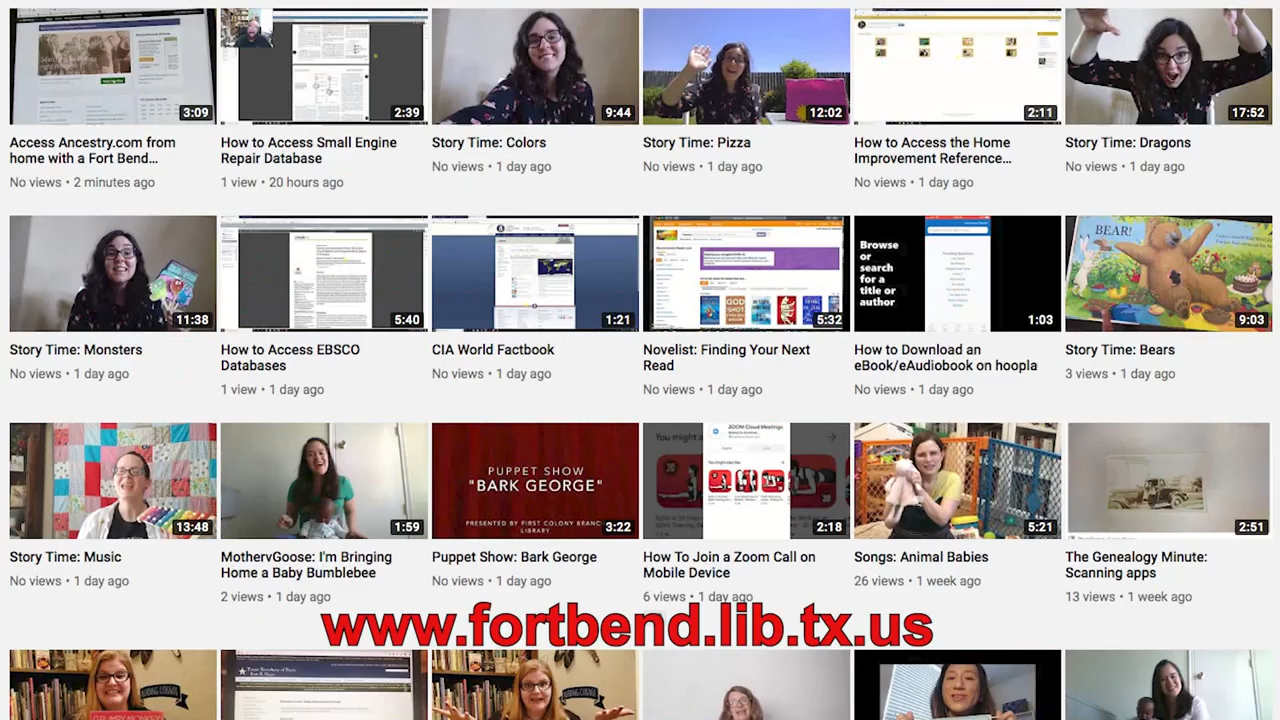 3:09
2:39
9:44
12:02
2:11
17:52
Access Ancestry.com from
home with a Fort Bend...
No views • 2 minutes ago
How to Access Small Engine
Repair Database
1 view • 20 hours ago
Story Time: Colors
No views • 1 day ago
Story Time: Pizza
No views • 1 day ago
How to Access the Home
Improvement Reference...
No views • 1 day ago
Story Time: Dragons
No views • 1 day ago
11:38
5:40
1:21
5:32
Browse
or
search
for a
title or
author
1:03
BEAR!
9:03
Story Time: Monsters
No views • 1 day ago
How to Access EBSCO
Databases
1 view • 1 day ago
CIA World Factbook
No views • 1 day ago
Novelist: Finding Your Next
Read
No views • 1 day ago
How to Download an
eBook/eAudiobook on hoopla
No views • 1 day ago
Story Time: Bears
3 views • 1 day ago
13:48
1:59
PUPPET SHOW
"BARK GEORGE"
PRESENTED BY FIRST COLONY BRANC
LIBRARY
3:22
ZOOM Cloud Meetings
You might also like
2:18
5:21
2:51
Story Time: Music
No views • 1 day ago
MothervGoose: I'm Bringing
Home a Baby Bumblebee
2 views • 1 day ago
Puppet Show: Bark George
No views • 1 day ago
How To Join a Zoom Call on
Mobile Device
6 views • 1 day ago
Songs: Animal Babies
26 views • 1 week ago
The Genealogy Minute:
Scanning apps
13 views • 1 week ago
www.fortbend.lib.tx.us